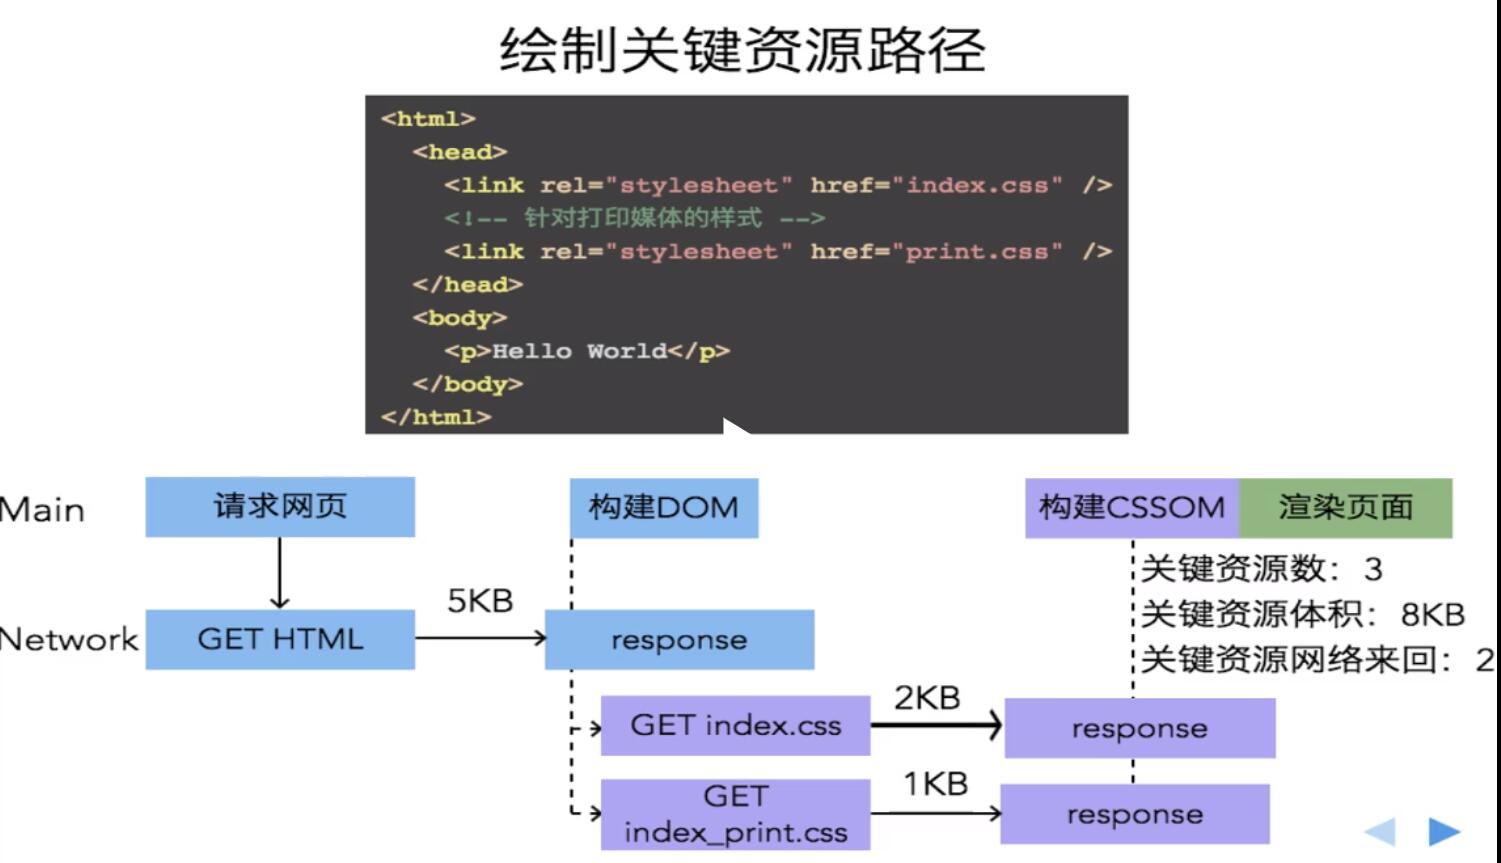 绘制关键资源路径
<html>
<head>
<link rel="stylesheet" href="index.css" />
<!-- 针对打印媒体的样式 -->
<link rel="stylesheet" href="print.css" />
</head>
<body>
<p>Hello World</p>
</body>
</html>
Main 请求网页 构建DOM 构建CSSOM 渲染页面
关键资源数：3
5KB
关键资源体积：8KB
Network GET HTML response
关键资源网络来回：2
2KB
GET index.css response
1KB
GET
index_print.css
response